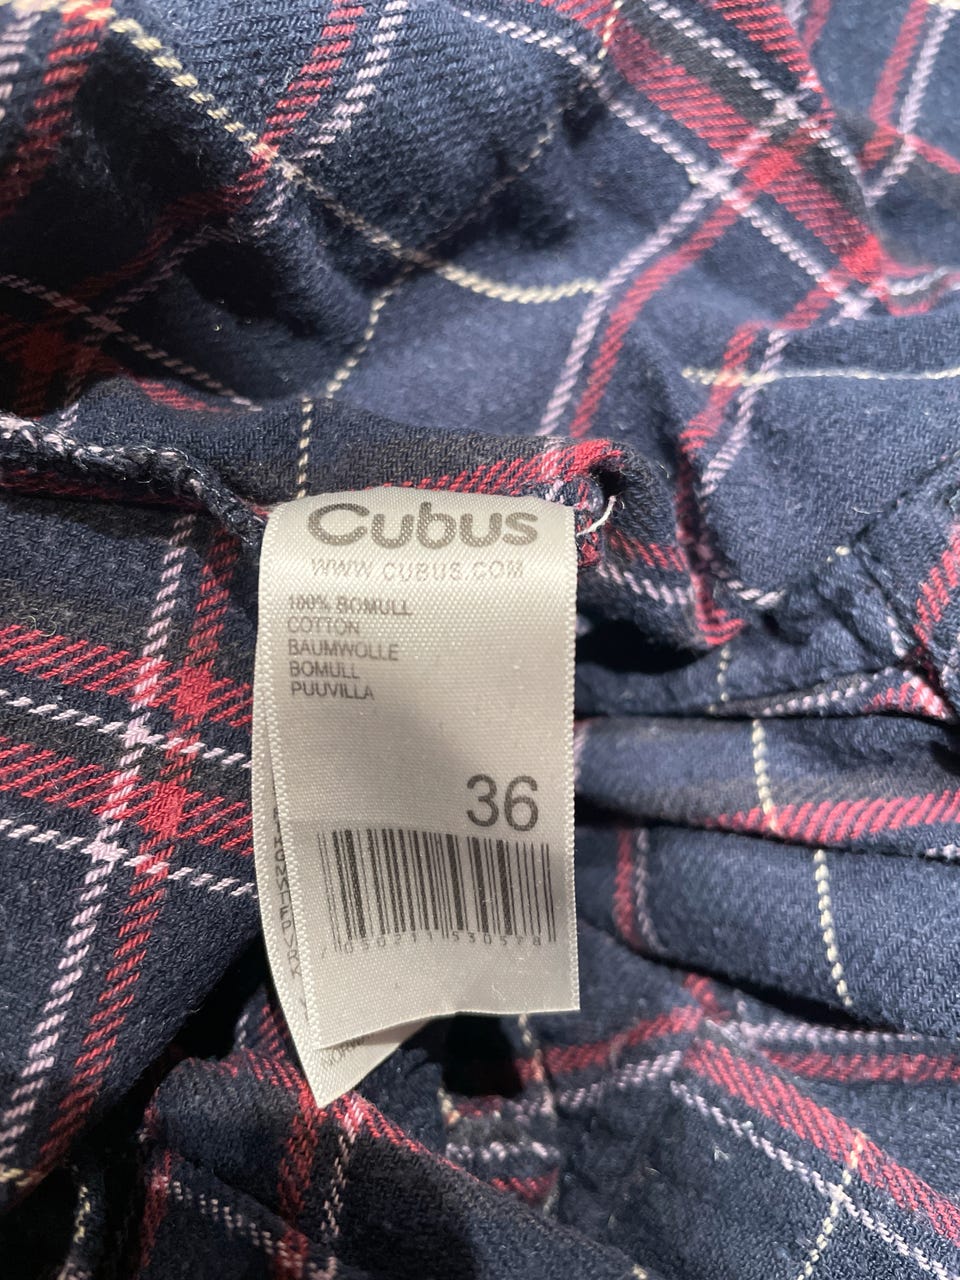 Cubus
WWW.CUBUS.COM
100% BOMULL
COTTON
BAUMWOLLE
BOMULL
PUUVILLA
36